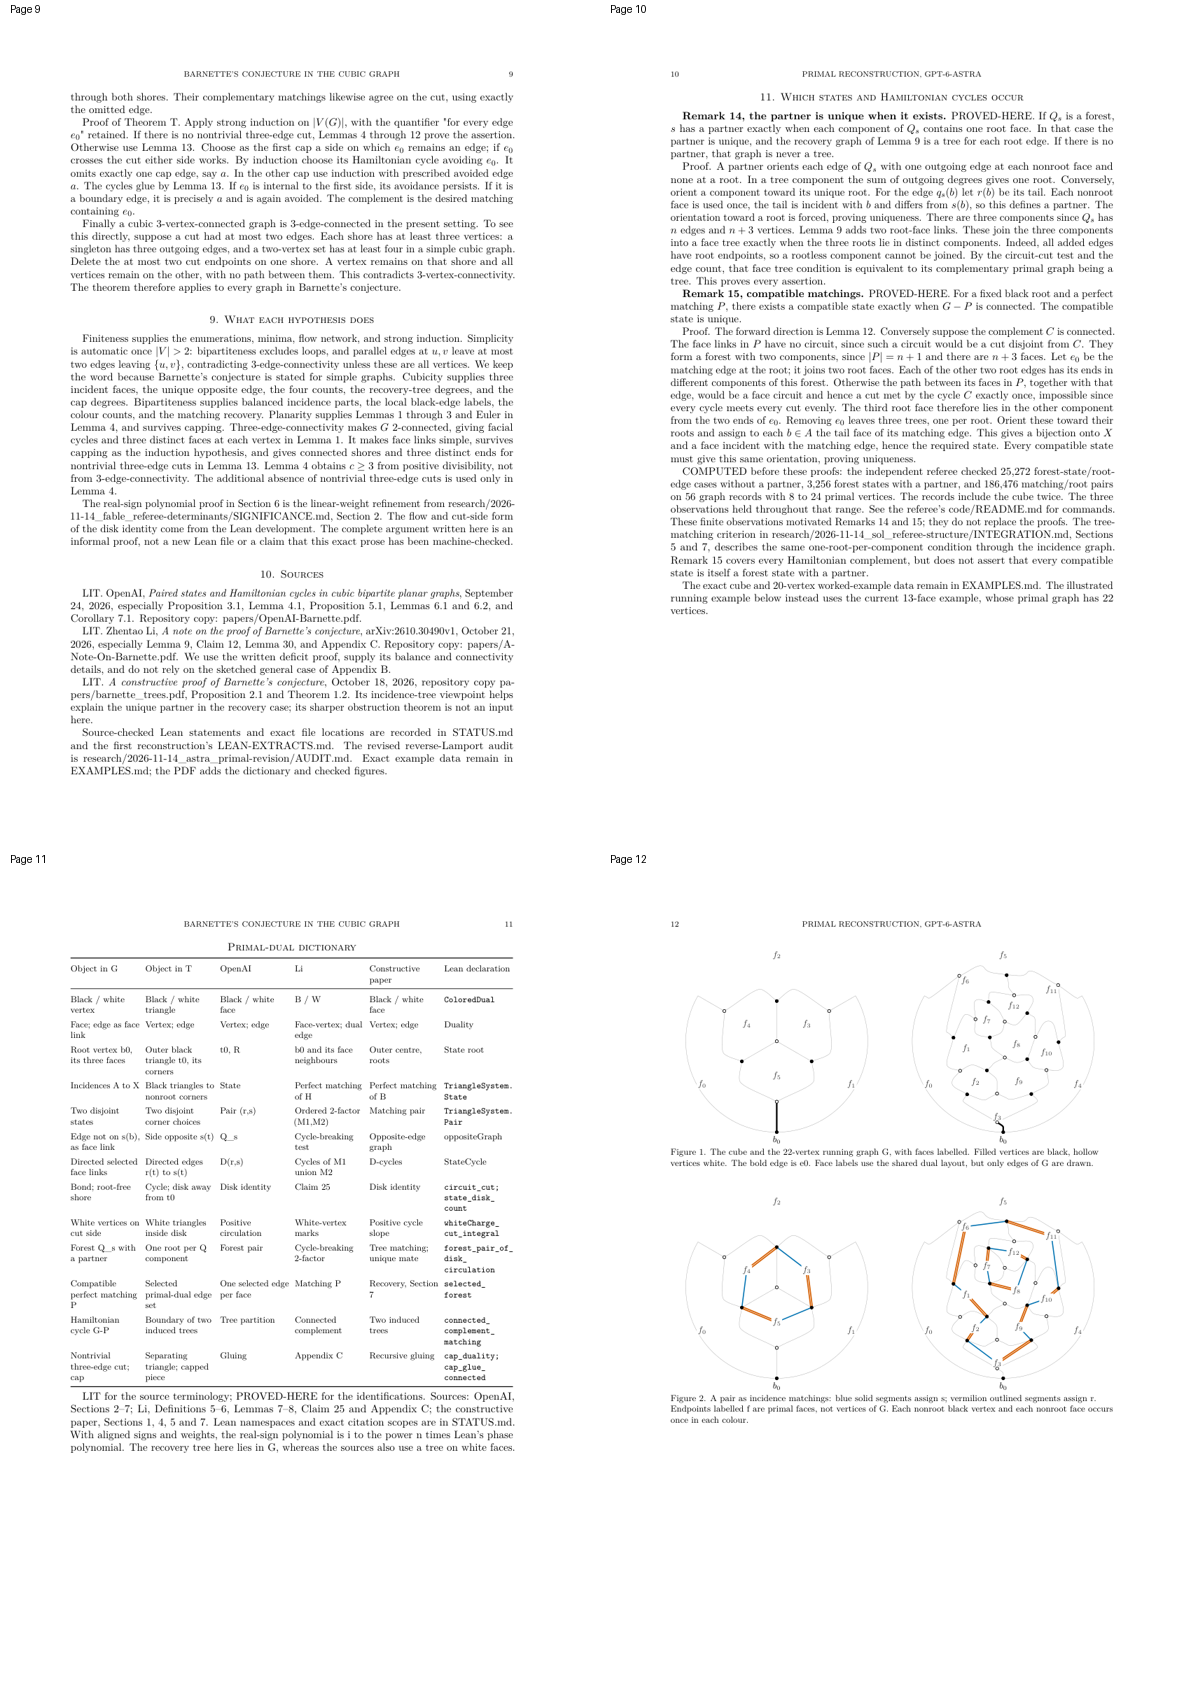 Page 9
BARNETTE'S CONJECTURE IN THE CUBIC GRAPH 9
through both shores. Their complementary matchings likewise agree on the cut, using exactly
the omitted edge.
Proof of Theorem T. Apply strong induction on |V(G)|, with the quantifier "for every edge
e₀" retained. If there is no nontrivial three-edge cut, Lemmas 4 through 12 prove the assertion.
Otherwise use Lemma 13. Choose as the first cap a side on which e₀ remains an edge; if e₀
crosses the cut either side works. By induction choose its Hamiltonian cycle avoiding e₀. It
omits exactly one cap edge, say a. In the other cap use induction with prescribed avoided edge
a. The cycles glue by Lemma 13. If e₀ is internal to the first side, its avoidance persists. If it is
a boundary edge, it is precisely a and is again avoided. The complement is the desired matching
containing e₀.
Finally a cubic 3-vertex-connected graph is 3-edge-connected in the present setting. To see
this directly, suppose a cut had at most two edges. Each shore has at least three vertices: a
singleton has three outgoing edges, and a two-vertex set has at least four in a simple cubic graph.
Delete the at most two cut endpoints on one shore. A vertex remains on that shore and all
vertices remain on the other, with no path between them. This contradicts 3-vertex-connectivity.
The theorem therefore applies to every graph in Barnette's conjecture.
9. What each hypothesis does
Finiteness supplies the enumerations, minima, flow network, and strong induction. Simplicity
is automatic once |V| > 2: bipartiteness excludes loops, and parallel edges at u, v leave at most
two edges leaving {u, v}, contradicting 3-edge-connectivity unless these are all vertices. We keep
the word because Barnette's conjecture is stated for simple graphs. Cubicity supplies three
incident faces, the unique opposite edge, the four counts, the recovery-tree degrees, and the
cap degrees. Bipartiteness supplies balanced incidence parts, the local black-edge labels, the
colour counts, and the matching recovery. Planarity supplies Lemmas 1 through 3 and Euler in
Lemma 4, and survives capping. Three-edge-connectivity makes G 2-connected, giving facial
cycles and three distinct faces at each vertex in Lemma 1. It makes face links simple, survives
capping as the induction hypothesis, and gives connected shores and three distinct ends for
nontrivial three-edge cuts in Lemma 13. Lemma 4 obtains c ≥ 3 from positive divisibility, not
from 3-edge-connectivity. The additional absence of nontrivial three-edge cuts is used only in
Lemma 4.
The real-sign polynomial proof in Section 6 is the linear-weight refinement from research/2026-
11-14_fable_referee-determinants/SIGNIFICANCE.md, Section 2. The flow and cut-side form
of the disk identity come from the Lean development. The complete argument written here is an
informal proof, not a new Lean file or a claim that this exact prose has been machine-checked.
10. Sources
LIT. OpenAI, Paired states and Hamiltonian cycles in cubic bipartite planar graphs, September
24, 2026, especially Proposition 3.1, Lemma 4.1, Proposition 5.1, Lemmas 6.1 and 6.2, and
Corollary 7.1. Repository copy: papers/OpenAI-Barnette.pdf.
LIT. Zhentao Li, A note on the proof of Barnette's conjecture, arXiv:2610.30490v1, October 21,
2026, especially Lemma 9, Claim 12, Lemma 30, and Appendix C. Repository copy: papers/A-
Note-On-Barnette.pdf. We use the written deficit proof, supply its balance and connectivity
details, and do not rely on the sketched general case of Appendix B.
LIT. A constructive proof of Barnette's conjecture, October 18, 2026, repository copy pa-
pers/barnette_trees.pdf, Proposition 2.1 and Theorem 1.2. Its incidence-tree viewpoint helps
explain the unique partner in the recovery case; its sharper obstruction theorem is not an input
here.
Source-checked Lean statements and exact file locations are recorded in STATUS.md
and the first reconstruction's LEAN-EXTRACTS.md. The revised reverse-Lamport audit
is research/2026-11-14_astra_primal-revision/AUDIT.md. Exact example data remain in
EXAMPLES.md; the PDF adds the dictionary and checked figures.
Page 10
10 PRIMAL RECONSTRUCTION, GPT-6-ASTRA
11. Which states and Hamiltonian cycles occur
Remark 14, the partner is unique when it exists. PROVED-HERE. If Qₛ is a forest,
s has a partner exactly when each component of Qₛ contains one root face. In that case the
partner is unique, and the recovery graph of Lemma 9 is a tree for each root edge. If there is no
partner, that graph is never a tree.
Proof. A partner orients each edge of Qₛ with one outgoing edge at each nonroot face and
none at a root. In a tree component the sum of outgoing degrees gives one root. Conversely,
orient a component toward its unique root. For the edge qₛ(b) let r(b) be its tail. Each nonroot
face is used once, the tail is incident with b and differs from s(b), so this defines a partner. The
orientation toward a root is forced, proving uniqueness. There are three components since Qₛ has
n edges and n + 3 vertices. Lemma 9 adds two root-face links. These join the three components
into a face tree exactly when the three roots lie in distinct components. Indeed, all added edges
have root endpoints, so a rootless component cannot be joined. By the circuit-cut test and the
edge count, that face tree condition is equivalent to its complementary primal graph being a
tree. This proves every assertion.
Remark 15, compatible matchings. PROVED-HERE. For a fixed black root and a perfect
matching P, there exists a compatible state exactly when G − P is connected. The compatible
state is unique.
Proof. The forward direction is Lemma 12. Conversely suppose the complement C is connected.
The face links in P have no circuit, since such a circuit would be a cut disjoint from C. They
form a forest with two components, since |P| = n + 1 and there are n + 3 faces. Let e₀ be the
matching edge at the root; it joins two root faces. Each of the other two root edges has its ends in
different components of this forest. Otherwise the path between its faces in P, together with that
edge, would be a face circuit and hence a cut met by the cycle C exactly once, impossible since
every cycle meets every cut evenly. The third root face therefore lies in the other component
from the two ends of e₀. Removing e₀ leaves three trees, one per root. Orient these toward their
roots and assign to each b ∈ A the tail face of its matching edge. This gives a bijection onto X
and a face incident with the matching edge, hence the required state. Every compatible state
must give this same orientation, proving uniqueness.
COMPUTED before these proofs: the independent referee checked 25,272 forest-state/root-
edge cases without a partner, 3,256 forest states with a partner, and 186,476 matching/root pairs
on 56 graph records with 8 to 24 primal vertices. The records include the cube twice. The three
observations held throughout that range. See the referee's code/README.md for commands.
These finite observations motivated Remarks 14 and 15; they do not replace the proofs. The tree-
matching criterion in research/2026-11-14_sol_referee-structure/INTEGRATION.md, Sections
5 and 7, describes the same one-root-per-component condition through the incidence graph.
Remark 15 covers every Hamiltonian complement, but does not assert that every compatible
state is itself a forest state with a partner.
The exact cube and 20-vertex worked-example data remain in EXAMPLES.md. The illustrated
running example below instead uses the current 13-face example, whose primal graph has 22
vertices.
Page 11
BARNETTE'S CONJECTURE IN THE CUBIC GRAPH 11
Primal-dual dictionary
Object in G Object in T OpenAI Li Constructive paper Lean declaration
Black / white vertex Black / white triangle Black / white face B / W Black / white face ColoredDual
Face; edge as face link Vertex; edge Vertex; edge Face-vertex; dual edge Vertex; edge Duality
Root vertex b0, its three faces Outer black triangle t0, its corners t0, R b0 and its face neighbours Outer centre, roots State root
Incidences A to X Black triangles to nonroot corners State Perfect matching of H Perfect matching of B TriangleSystem. State
Two disjoint states Two disjoint corner choices Pair (r,s) Ordered 2-factor (M1,M2) Matching pair TriangleSystem. Pair
Edge not on s(b), as face link Side opposite s(t) Q_s Cycle-breaking test Opposite-edge graph oppositeGraph
Directed selected face links Directed edges r(t) to s(t) D(r,s) Cycles of M1 union M2 D-cycles StateCycle
Bond; root-free shore Cycle; disk away from t0 Disk identity Claim 25 Disk identity circuit_cut; state_disk_ count
White vertices on cut side White triangles inside disk Positive circulation White-vertex marks Positive cycle slope whiteCharge_ cut_integral
Forest Q_s with a partner One root per Q component Forest pair Cycle-breaking 2-factor Tree matching; unique mate forest_pair_of_ disk_ circulation
Compatible perfect matching P Selected primal-dual edge set One selected edge per face Matching P Recovery, Section 7 selected_ forest
Hamiltonian cycle G-P Boundary of two induced trees Tree partition Connected complement Two induced trees connected_ complement_ matching
Nontrivial three-edge cut; cap Separating triangle; capped piece Gluing Appendix C Recursive gluing cap_duality; cap_glue_ connected
LIT for the source terminology; PROVED-HERE for the identifications. Sources: OpenAI,
Sections 2–7; Li, Definitions 5–6, Lemmas 7–8, Claim 25 and Appendix C; the constructive
paper, Sections 1, 4, 5 and 7. Lean namespaces and exact citation scopes are in STATUS.md.
With aligned signs and weights, the real-sign polynomial is i to the power n times Lean's phase
polynomial. The recovery tree here lies in G, whereas the sources also use a tree on white faces.
Page 12
12 PRIMAL RECONSTRUCTION, GPT-6-ASTRA
f₂
f₄ f₃
f₅
f₀ f₁
b₀
f₅
f₆ f₁₁
f₁₂
f₇
f₁ f₈ f₁₀
f₂ f₉
f₀ f₄
f₃
b₀
Figure 1. The cube and the 22-vertex running graph G, with faces labelled. Filled vertices are black, hollow
vertices white. The bold edge is e0. Face labels use the shared dual layout, but only edges of G are drawn.
f₂
f₄ f₃
f₅
f₀ f₁
b₀
f₅
f₆ f₁₁
f₁₂
f₇
f₁ f₈ f₁₀
f₂ f₉
f₀ f₄
f₃
b₀
Figure 2. A pair as incidence matchings: blue solid segments assign s; vermilion outlined segments assign r.
Endpoints labelled f are primal faces, not vertices of G. Each nonroot black vertex and each nonroot face occurs
once in each colour.